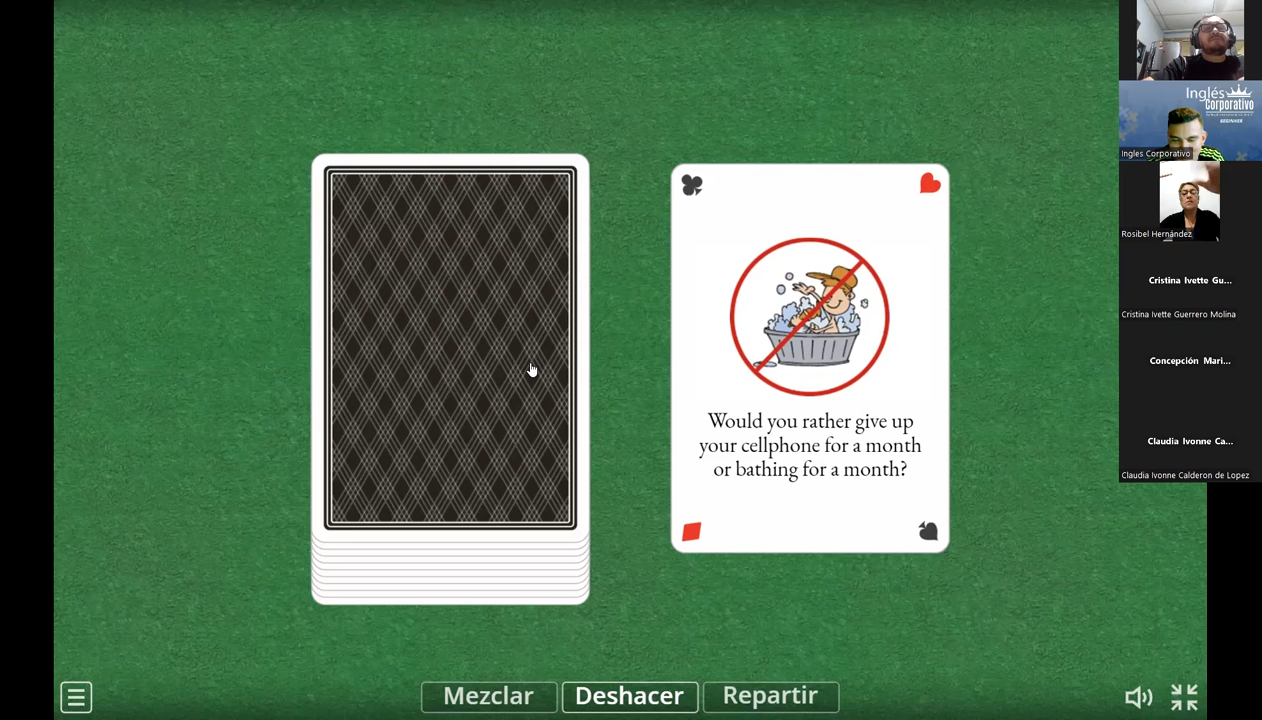 Would you rather give up
your cellphone for a month
or bathing for a month?
Mezclar
Deshacer
Repartir
Inglés
Corporativo
BEGINNER
Ingles Corporativo
Rosibel Hernández
Cristina Ivette Gu...
Cristina Ivette Guerrero Molina
Concepción Mari...
Claudia Ivonne Ca...
Claudia Ivonne Calderon de Lopez